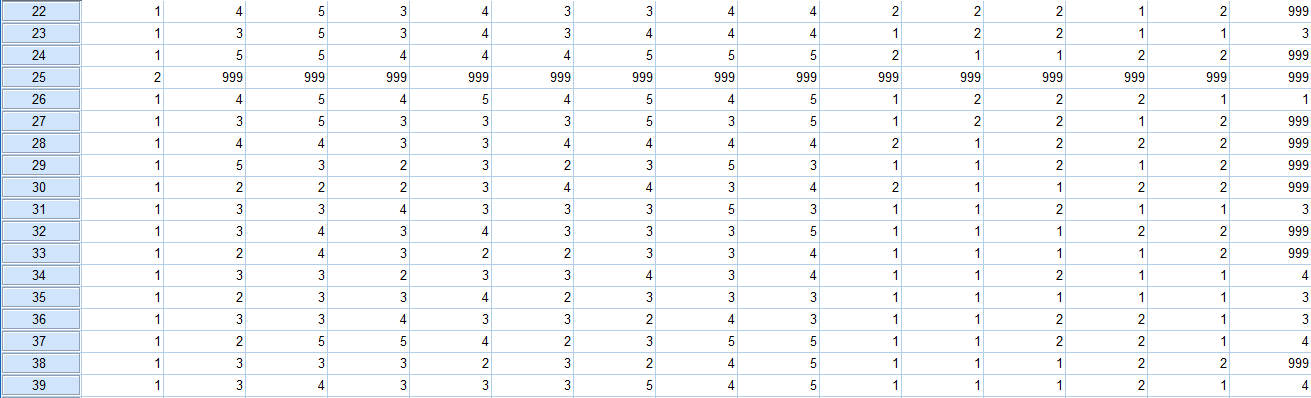 22 1 4 5 3 4 3 3 4 4 2 2 2 1 2 999
23 1 3 5 3 4 3 4 4 4 1 2 2 1 1 3
24 1 5 5 4 4 4 5 5 5 2 1 1 2 2 999
25 2 999 999 999 999 999 999 999 999 999 999 999 999 999 999
26 1 4 5 4 5 4 5 4 5 1 2 2 2 1 1
27 1 3 5 3 3 3 5 3 5 1 2 2 1 2 999
28 1 4 4 3 3 4 4 4 4 2 1 2 2 2 999
29 1 5 3 2 3 2 3 5 3 1 1 2 1 2 999
30 1 2 2 2 3 4 4 3 4 2 1 1 2 2 999
31 1 3 3 4 3 3 3 5 3 1 1 2 1 1 3
32 1 3 4 3 4 3 3 3 5 1 1 1 2 2 999
33 1 2 4 3 2 2 3 3 4 1 1 1 1 2 999
34 1 3 3 2 3 3 4 3 4 1 1 2 1 1 4
35 1 2 3 3 4 2 3 3 3 1 1 1 1 1 3
36 1 3 3 4 3 3 2 4 3 1 1 2 2 1 3
37 1 2 5 5 4 2 3 5 5 1 1 2 2 1 4
38 1 3 3 3 2 3 2 4 5 1 1 1 2 2 999
39 1 3 4 3 3 3 5 4 5 1 1 1 2 1 4